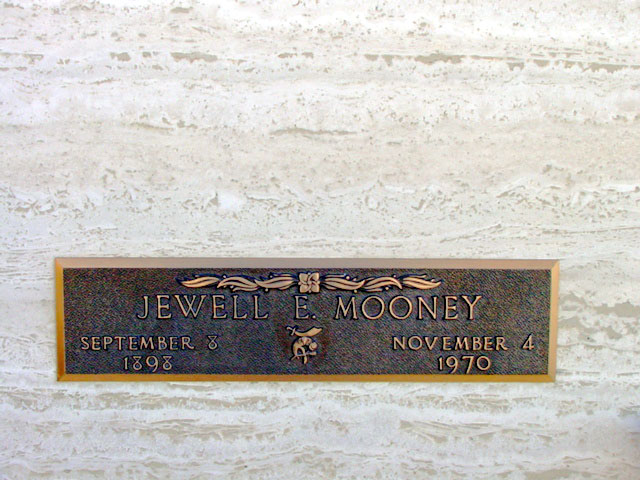 JEWELL E. MOONEY
SEPTEMBER 8 NOVEMBER 4
1898 1970